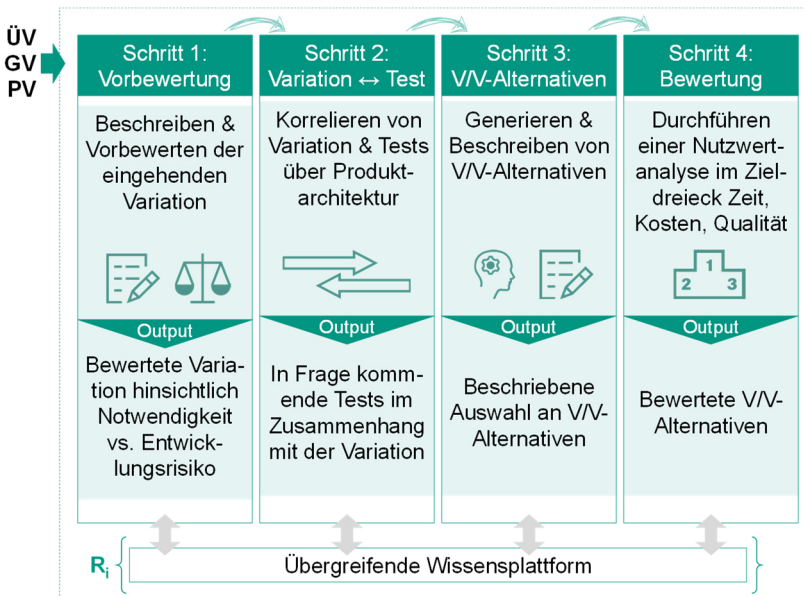 ÜV
GV
PV
Schritt 1:
Vorbewertung
Beschreiben &
Vorbewerten der
eingehenden
Variation
Output
Bewertete Varia-
tion hinsichtlich
Notwendigkeit
vs. Entwick-
lungsrisiko
Schritt 2:
Variation ↔ Test
Korrelieren von
Variation & Tests
über Produkt-
architektur
Output
In Frage komm-
ende Tests im
Zusammenhang
mit der Variation
Schritt 3:
V/V-Alternativen
Generieren &
Beschreiben von
V/V-Alternativen
Output
Beschriebene
Auswahl an V/V-
Alternativen
Schritt 4:
Bewertung
Durchführen
einer Nutzwert-
analyse im Ziel-
dreieck Zeit,
Kosten, Qualität
1
2 3
Output
Bewertete V/V-
Alternativen
Ri
Übergreifende Wissensplattform